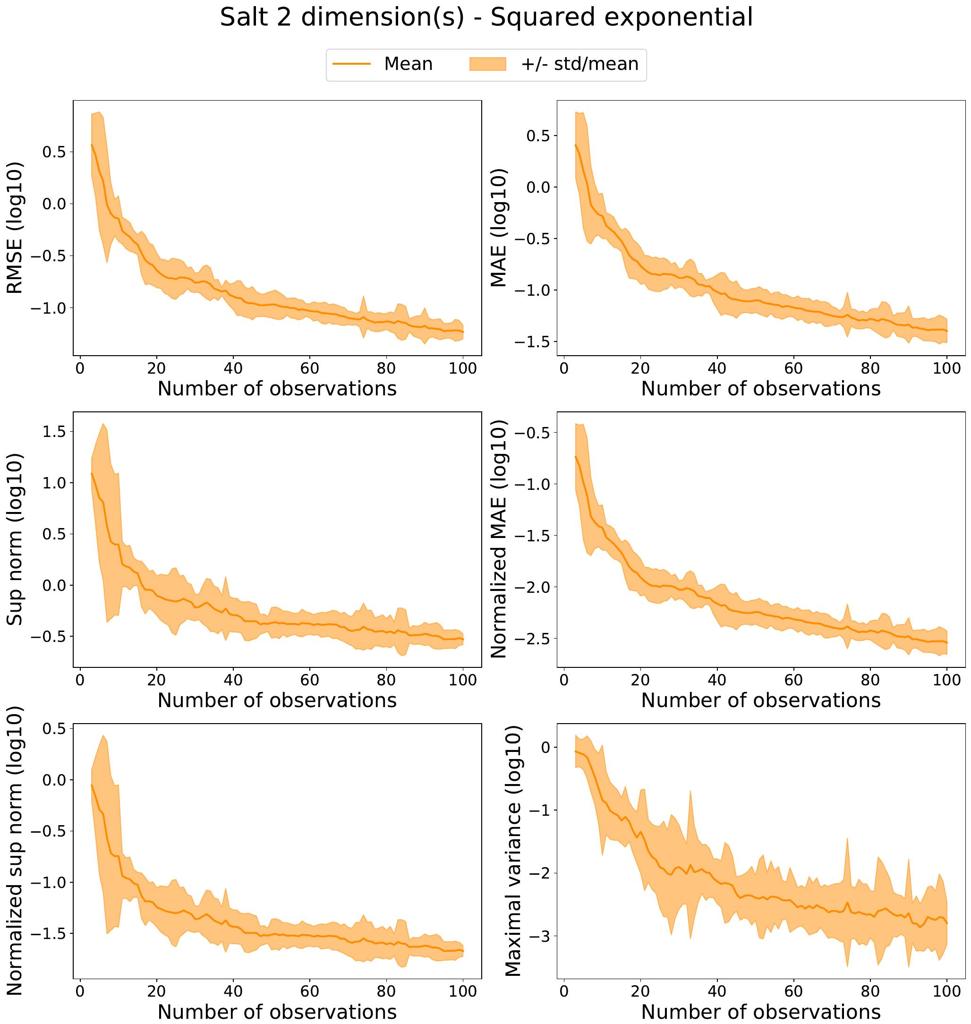 Salt 2 dimension(s) - Squared exponential
Mean +/- std/mean
RMSE (log10)
0.5
0.0
−0.5
−1.0
0 20 40 60 80 100
Number of observations
MAE (log10)
0.5
0.0
−0.5
−1.0
−1.5
0 20 40 60 80 100
Number of observations
Sup norm (log10)
1.5
1.0
0.5
0.0
−0.5
0 20 40 60 80 100
Number of observations
Normalized MAE (log10)
−0.5
−1.0
−1.5
−2.0
−2.5
0 20 40 60 80 100
Number of observations
Normalized sup norm (log10)
0.5
0.0
−0.5
−1.0
−1.5
0 20 40 60 80 100
Number of observations
Maximal variance (log10)
0
−1
−2
−3
0 20 40 60 80 100
Number of observations